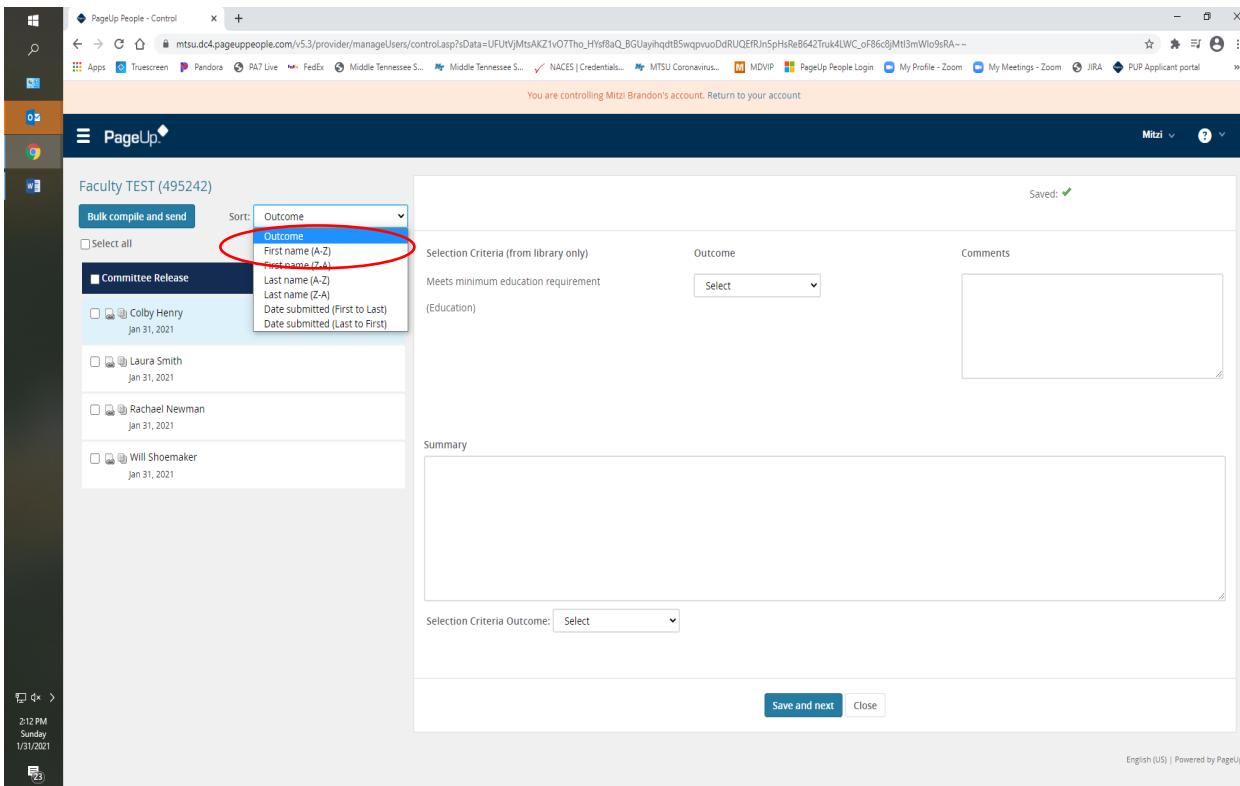 PageUp People - Control
mtsu.dc4.pageuppeople.com/v5.3/provider/manageUsers/
Apps Truescreen Pandora PA7 Live FedEx Middle Tennessee S... Middle Tennessee S... NACES | Credentials... MTSU Coronavirus... MDVIP PageUp People Login My Profile - Zoom My Meetings - Zoom JIRA PUP Applicant portal »
You are controlling Mitzi Brandon's account. Return to your account
PageUp. Mitzi ?
Faculty TEST (495242)
Saved:
Bulk compile and send Sort: Outcome
Select all
Outcome
First name (A-Z)
First name (Z-A)
Last name (A-Z)
Last name (Z-A)
Date submitted (First to Last)
Date submitted (Last to First)
Committee Release
Colby Henry
Jan 31, 2021
Laura Smith
Jan 31, 2021
Rachael Newman
Jan 31, 2021
Will Shoemaker
Jan 31, 2021
Selection Criteria (from library only) Outcome Comments
Meets minimum education requirement Select
(Education)
Summary
Selection Criteria Outcome: Select
Save and next Close
English (US) | Powered by PageU
2:12 PM
Sunday
1/31/2021
23